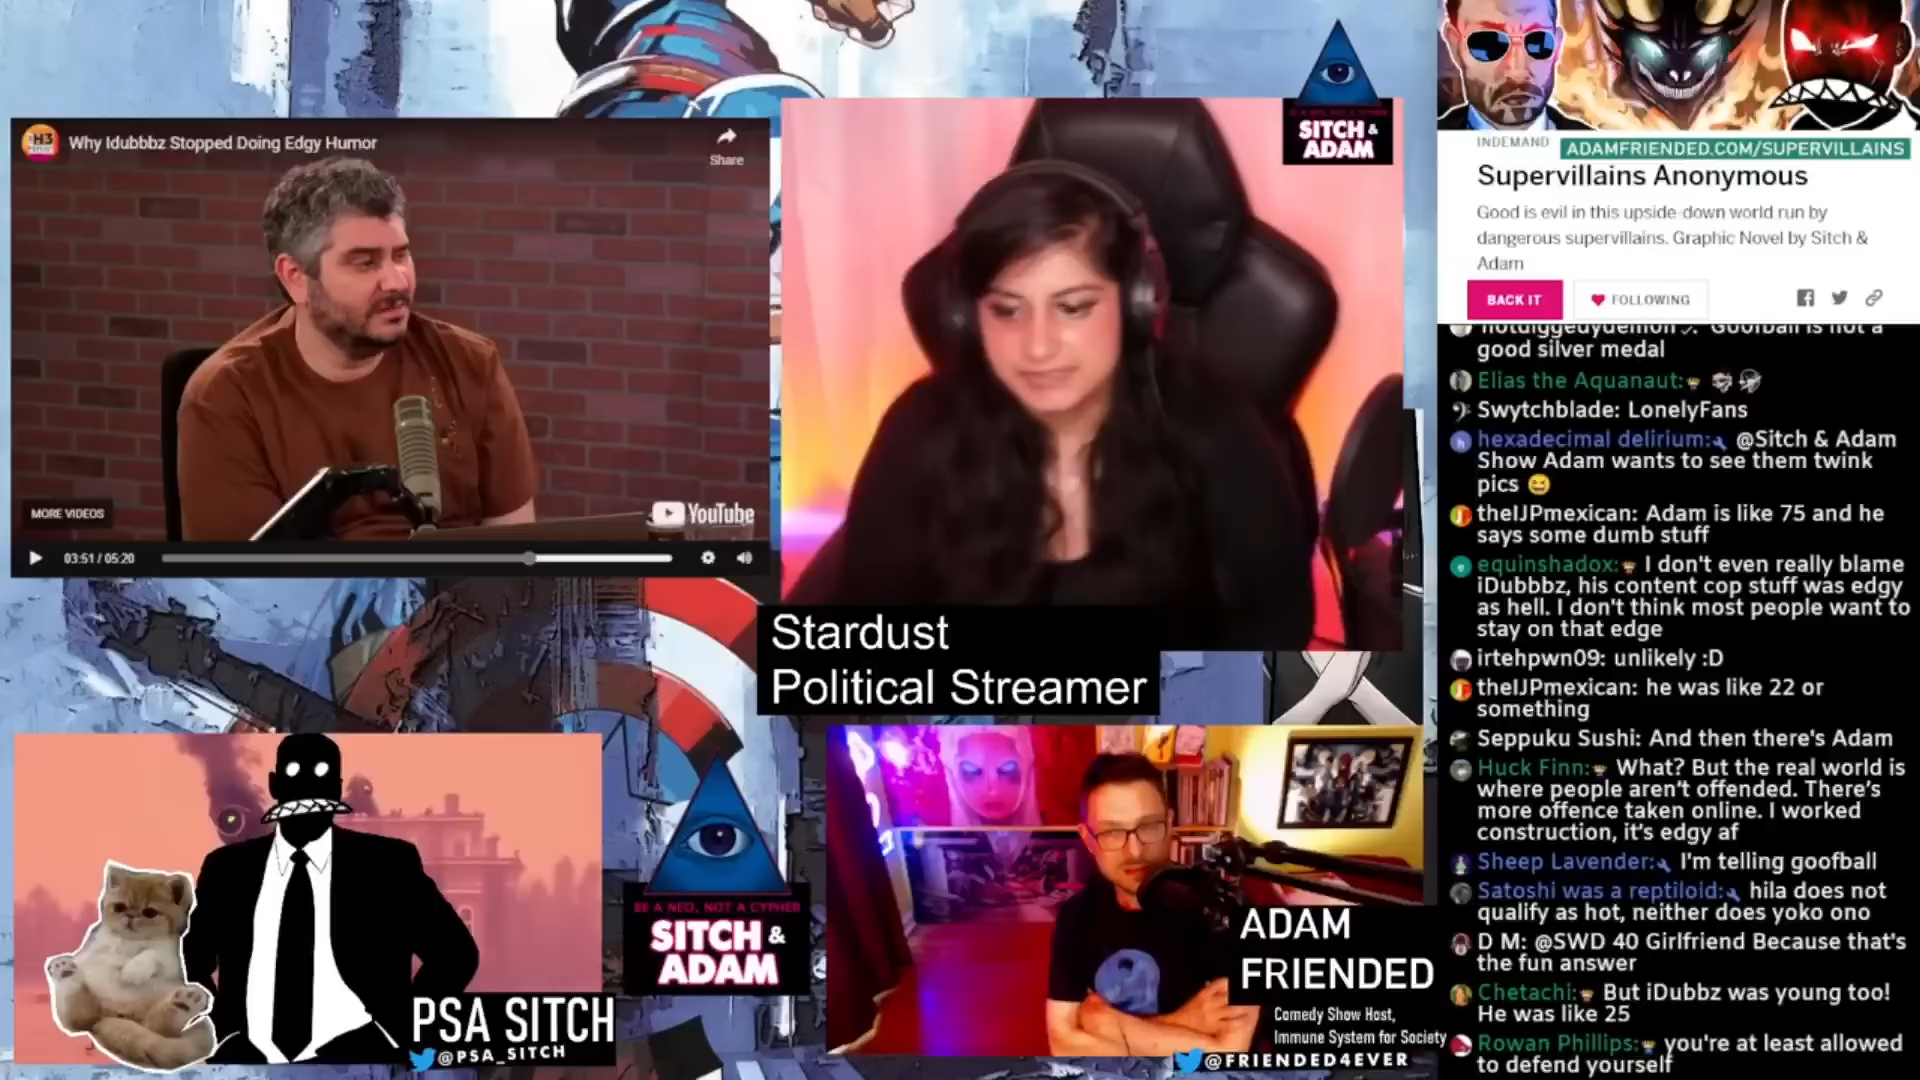 H3
Why Idubbbz Stopped Doing Edgy Humor
Share
MORE VIDEOS
YouTube
03:51 / 05:20
SITCH &
ADAM
Stardust
Political Streamer
BE A NEO, NOT A CYPHER
SITCH &
ADAM
PSA SITCH
@PSA_SITCH
ADAM
FRIENDED
Comedy Show Host,
Immune System for Society
@FRIENDED4EVER
INDEMAND
ADAMFRIENDED.COM/SUPERVILLAINS
Supervillains Anonymous
Good is evil in this upside-down world run by
dangerous supervillains. Graphic Novel by Sitch &
Adam
BACK IT
FOLLOWING
Goofball is not a
good silver medal
Elias the Aquanaut:
Swytchblade: LonelyFans
hexadecimal delirium: @Sitch & Adam
Show Adam wants to see them twink
pics
theIJPmexican: Adam is like 75 and he
says some dumb stuff
equinshadox: I don't even really blame
iDubbbz, his content cop stuff was edgy
as hell. I don't think most people want to
stay on that edge
irtehpwn09: unlikely :D
theIJPmexican: he was like 22 or
something
Seppuku Sushi: And then there's Adam
Huck Finn: What? But the real world is
where people aren't offended. There's
more offence taken online. I worked
construction, it's edgy af
Sheep Lavender: I'm telling goofball
Satoshi was a reptiloid: hila does not
qualify as hot, neither does yoko ono
D M: @SWD 40 Girlfriend Because that's
the fun answer
Chetachi: But iDubbz was young too!
He was like 25
Rowan Phillips: you're at least allowed
to defend yourself